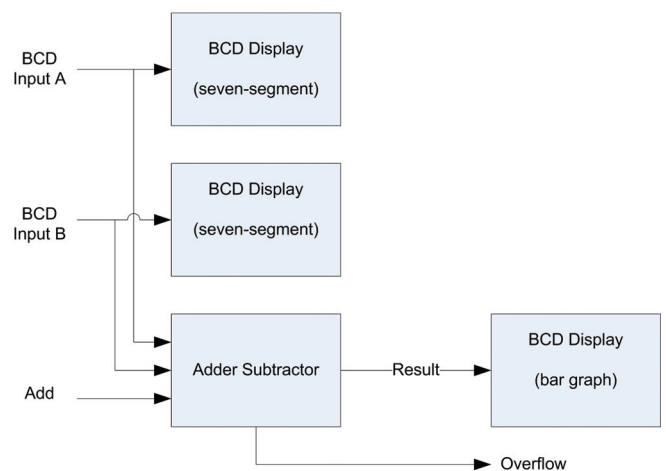 BCD
Input A
BCD Display
(seven-segment)
BCD
Input B
BCD Display
(seven-segment)
Add
Adder Subtractor
Result
BCD Display
(bar graph)
Overflow